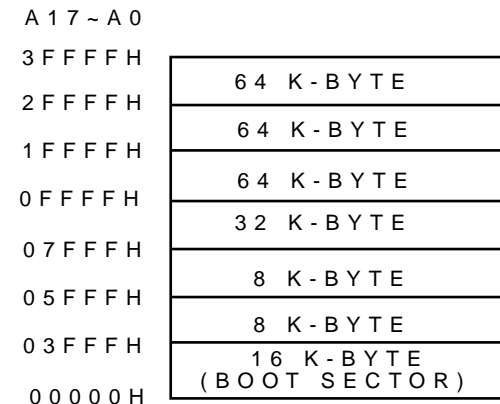 A17~A0
3FFFFH
64 K-BYTE
2FFFFH
64 K-BYTE
1FFFFH
64 K-BYTE
0FFFFH
32 K-BYTE
07FFFH
8 K-BYTE
05FFFH
8 K-BYTE
03FFFH
16 K-BYTE
(BOOT SECTOR)
00000H